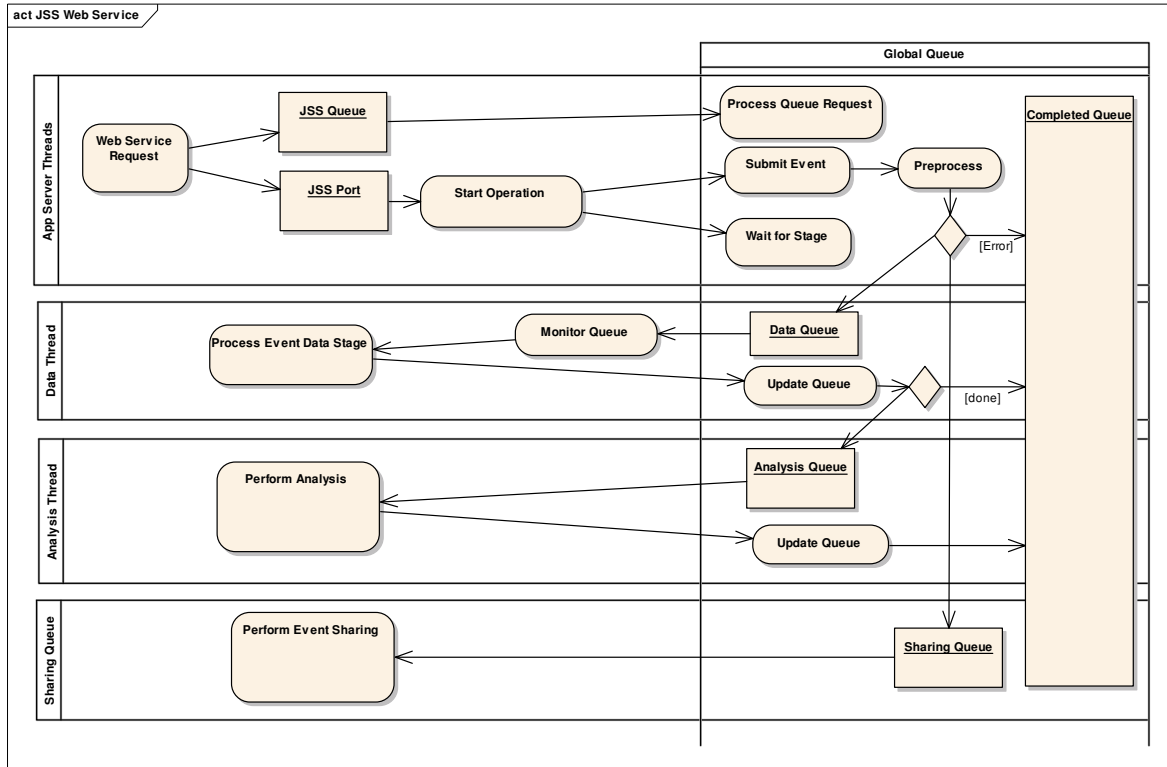 act JSS Web Service
Global Queue
App Server Threads
Web Service
Request
JSS Queue
JSS Port
Start Operation
Process Queue Request
Submit Event
Preprocess
Wait for Stage
[Error]
Completed Queue
Data Thread
Process Event Data Stage
Monitor Queue
Data Queue
Update Queue
[done]
Analysis Thread
Perform Analysis
Analysis Queue
Update Queue
Sharing Queue
Perform Event Sharing
Sharing Queue